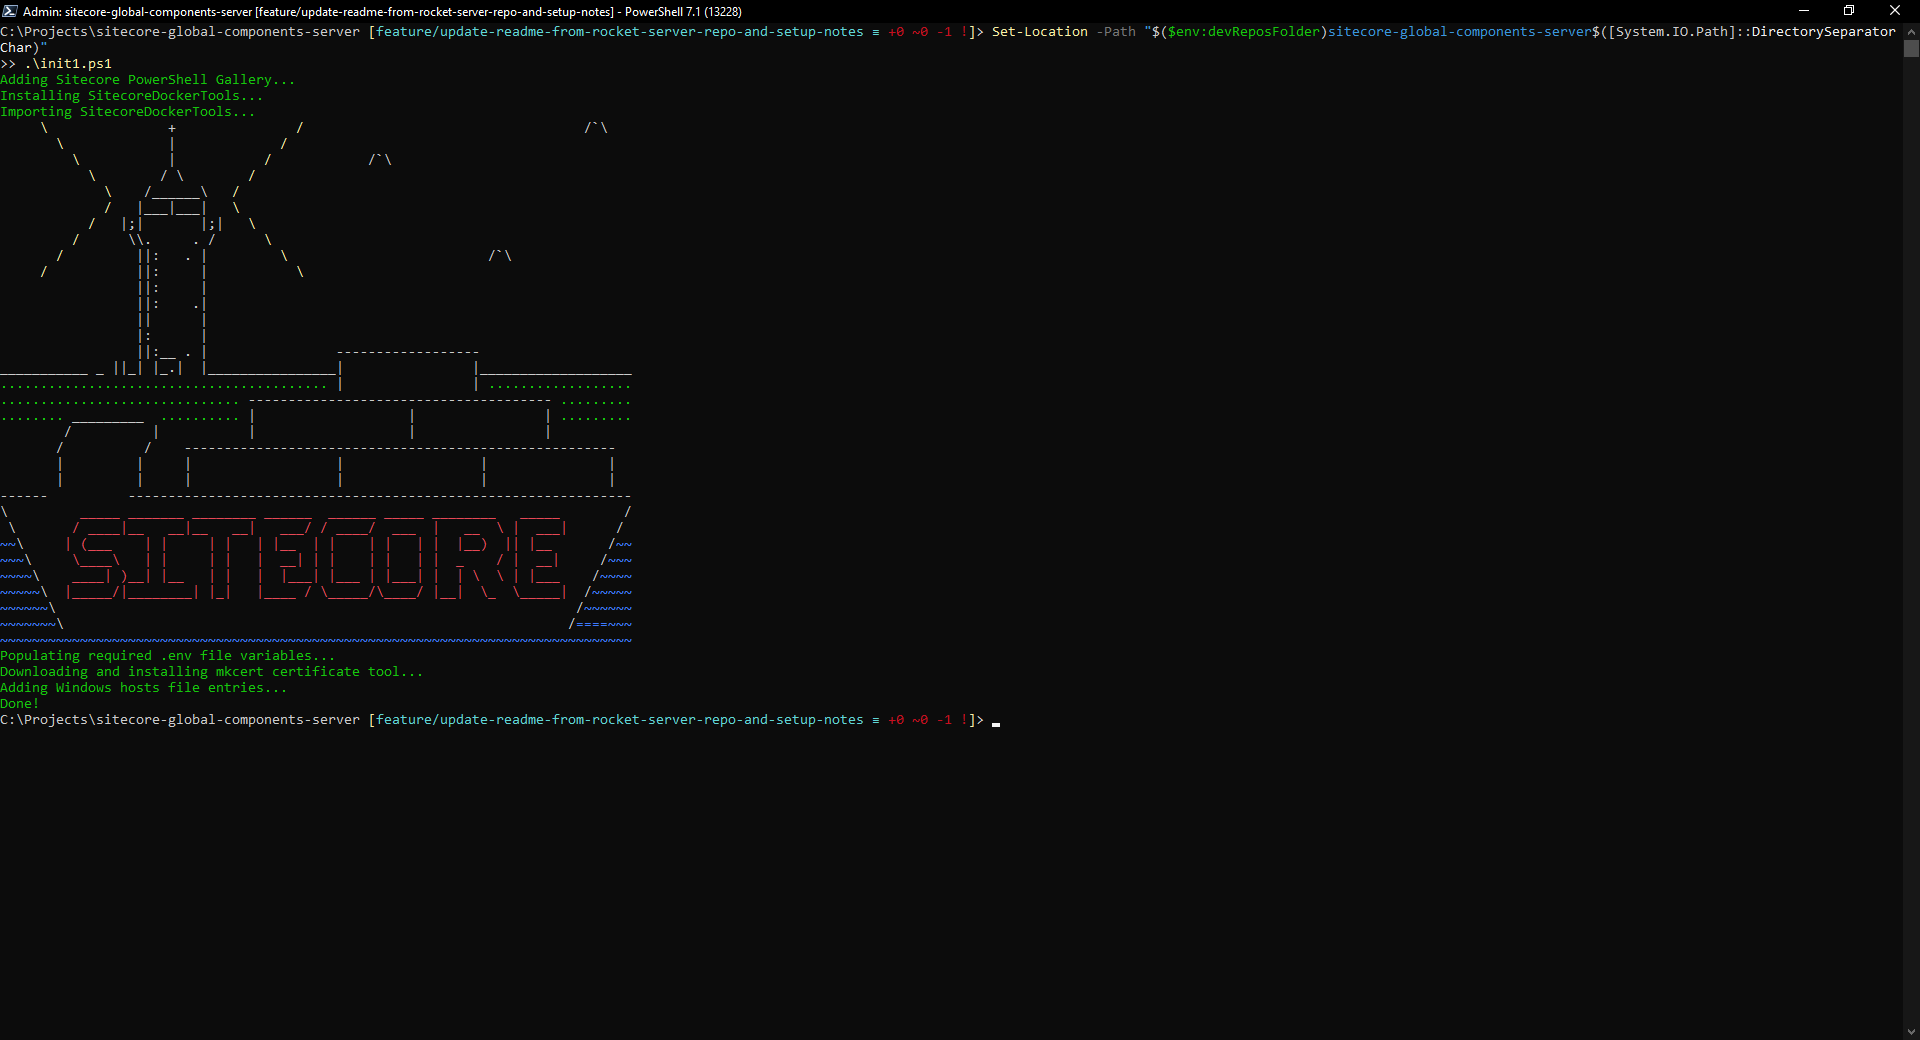 Admin: sitecore-global-components-server [feature/update-readme-from-rocket-server-repo-and-setup-notes] - PowerShell 7.1 (13228)
C:\Projects\sitecore-global-components-server [feature/update-readme-from-rocket-server-repo-and-setup-notes ≡ +0 ~0 -1 !]> Set-Location -Path "$($env:devReposFolder)sitecore-global-components-server$([System.IO.Path]::DirectorySeparator
Char)"
>> .\init1.ps1
Adding Sitecore PowerShell Gallery...
Installing SitecoreDockerTools...
Importing SitecoreDockerTools...
SITECORE
Populating required .env file variables...
Downloading and installing mkcert certificate tool...
Adding Windows hosts file entries...
Done!
C:\Projects\sitecore-global-components-server [feature/update-readme-from-rocket-server-repo-and-setup-notes ≡ +0 ~0 -1 !]>